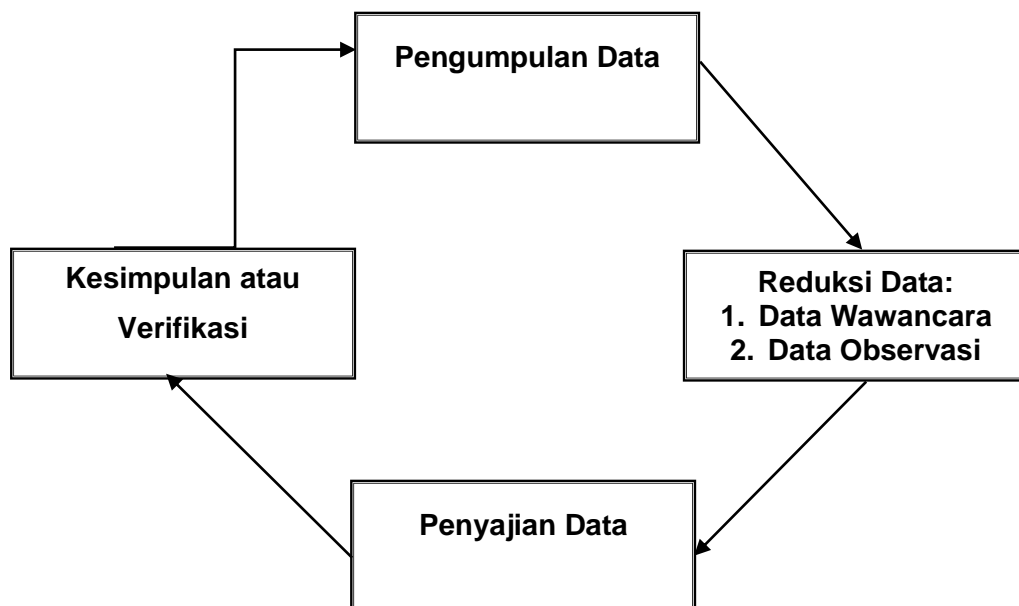 Pengumpulan Data
Kesimpulan atau
Verifikasi
Reduksi Data:
1. Data Wawancara
2. Data Observasi
Penyajian Data